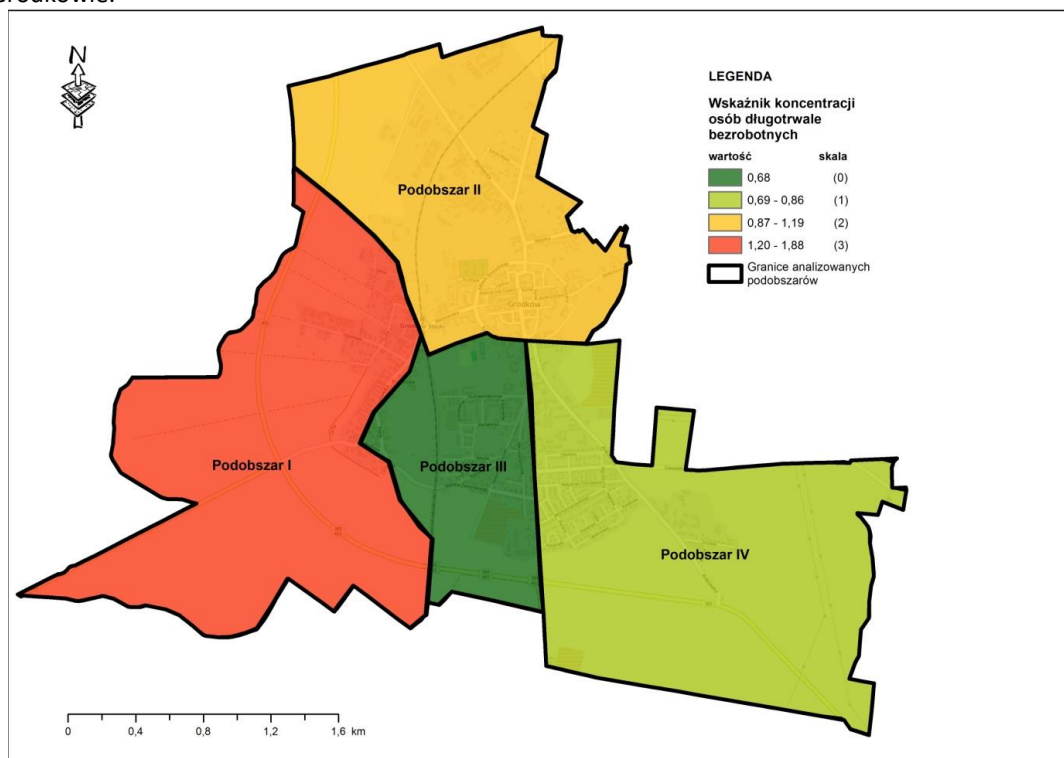 Grodkowie.
N
LEGENDA
Wskaźnik koncentracji
osób długotrwale
bezrobotnych
wartość skala
0,68 (0)
0,69 - 0,86 (1)
0,87 - 1,19 (2)
1,20 - 1,88 (3)
Granice analizowanych
podobszarów
Podobszar II
Grodków
Podobszar I
Podobszar III
Podobszar IV
0 0,4 0,8 1,2 1,6 km